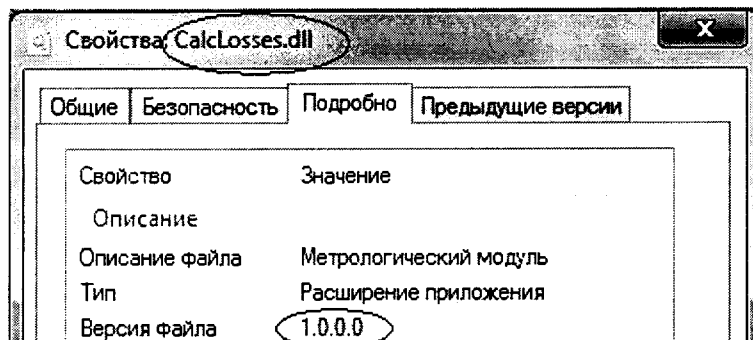 Свойства: CalcLosses.dll
X
Общие Безопасность Подробно Предыдущие версии
Свойство Значение
Описание
Описание файла Метрологический модуль
Тип Расширение приложения
Версия файла 1.0.0.0